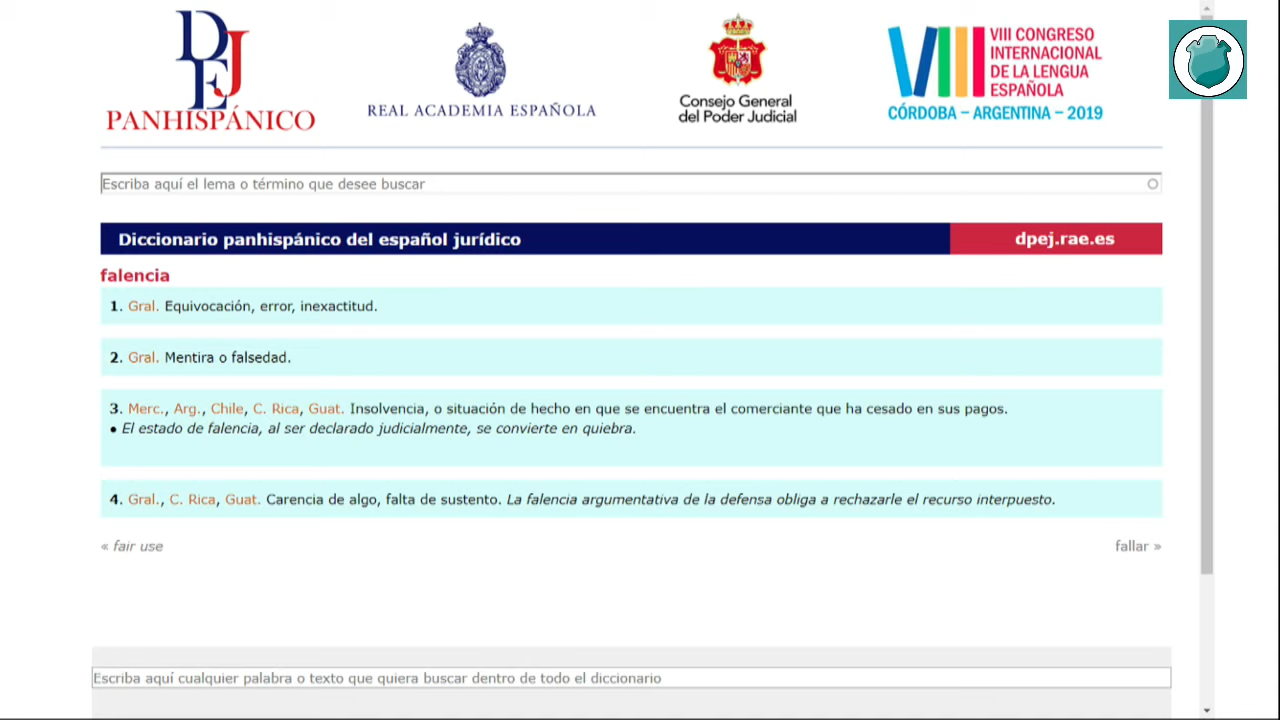 DEJ
PANHISPÁNICO
REAL ACADEMIA ESPAÑOLA
Consejo General
del Poder Judicial
VIII CONGRESO
INTERNACIONAL
DE LA LENGUA
ESPAÑOLA
CÓRDOBA – ARGENTINA – 2019
Escriba aquí el lema o término que desee buscar
Diccionario panhispánico del español jurídico
dpej.rae.es
falencia
1. Gral. Equivocación, error, inexactitud.
2. Gral. Mentira o falsedad.
3. Merc., Arg., Chile, C. Rica, Guat. Insolvencia, o situación de hecho en que se encuentra el comerciante que ha cesado en sus pagos.
● El estado de falencia, al ser declarado judicialmente, se convierte en quiebra.
4. Gral., C. Rica, Guat. Carencia de algo, falta de sustento. La falencia argumentativa de la defensa obliga a rechazarle el recurso interpuesto.
« fair use
fallar »
Escriba aquí cualquier palabra o texto que quiera buscar dentro de todo el diccionario